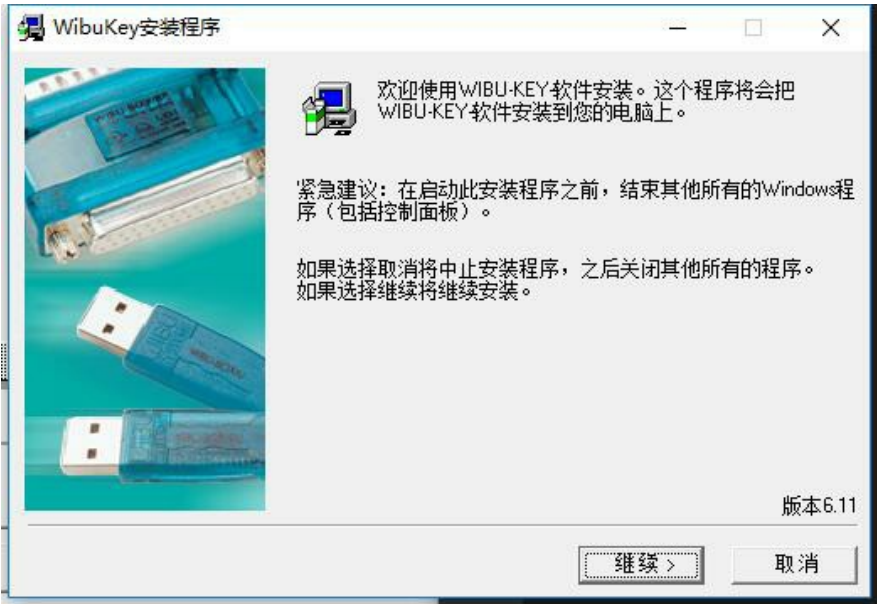 WibuKey安装程序
欢迎使用WIBU-KEY软件安装。这个程序将会把
WIBU-KEY软件安装到您的电脑上。
紧急建议：在启动此安装程序之前，结束其他所有的Windows程
序（包括控制面板）。
如果选择取消将中止安装程序，之后关闭其他所有的程序。
如果选择继续将继续安装。
版本6.11
继续 >
取消